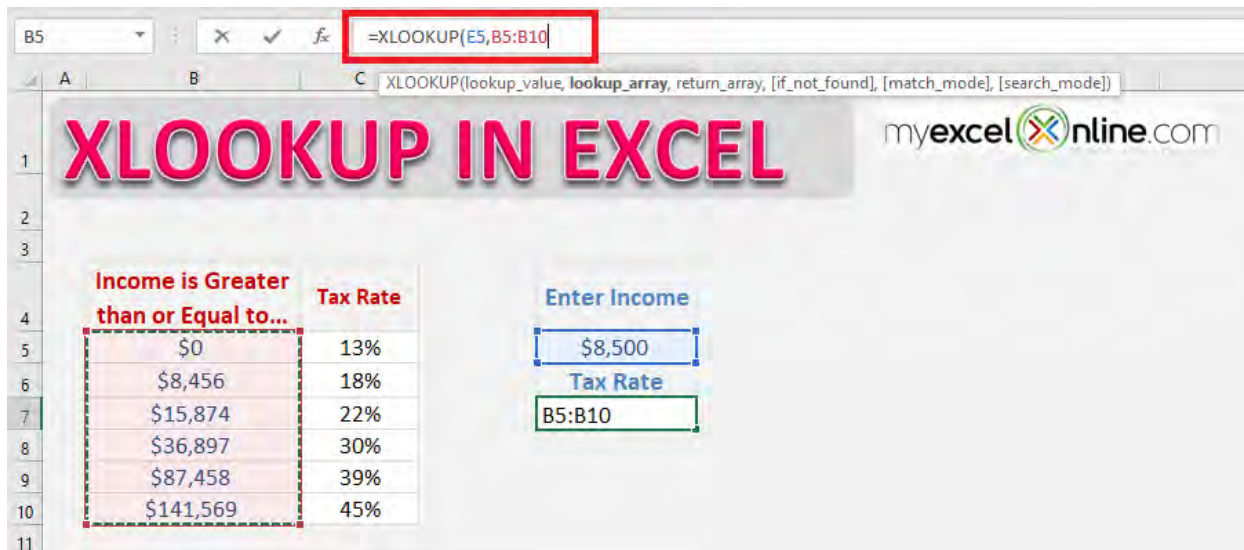 B5 fx =XLOOKUP(E5,B5:B10
A B C XLOOKUP(lookup_value, lookup_array, return_array, [if_not_found], [match_mode], [search_mode])
1 XLOOKUP IN EXCEL myexcelonline.com
2
3
Income is Greater
4 than or Equal to... Tax Rate Enter Income
5 $0 13% $8,500
6 $8,456 18% Tax Rate
7 $15,874 22% B5:B10
8 $36,897 30%
9 $87,458 39%
10 $141,569 45%
11